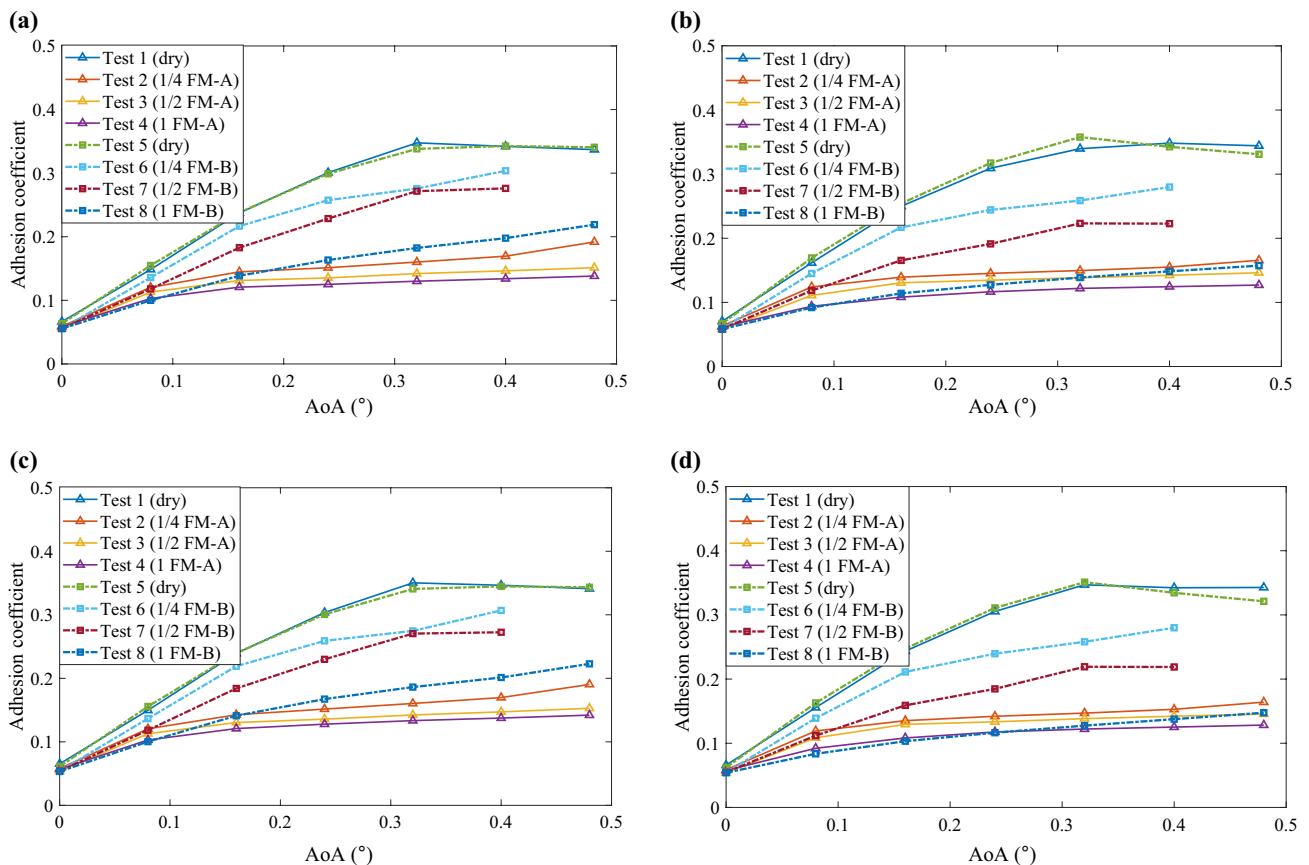 (a)
0.5
0.4
0.3
0.2
0.1
0
Adhesion coefficient
Test 1 (dry)
Test 2 (1/4 FM-A)
Test 3 (1/2 FM-A)
Test 4 (1 FM-A)
Test 5 (dry)
Test 6 (1/4 FM-B)
Test 7 (1/2 FM-B)
Test 8 (1 FM-B)
0 0.1 0.2 0.3 0.4 0.5
AoA (°)
(b)
0.5
0.4
0.3
0.2
0.1
0
Adhesion coefficient
Test 1 (dry)
Test 2 (1/4 FM-A)
Test 3 (1/2 FM-A)
Test 4 (1 FM-A)
Test 5 (dry)
Test 6 (1/4 FM-B)
Test 7 (1/2 FM-B)
Test 8 (1 FM-B)
0 0.1 0.2 0.3 0.4 0.5
AoA (°)
(c)
0.5
0.4
0.3
0.2
0.1
0
Adhesion coefficient
Test 1 (dry)
Test 2 (1/4 FM-A)
Test 3 (1/2 FM-A)
Test 4 (1 FM-A)
Test 5 (dry)
Test 6 (1/4 FM-B)
Test 7 (1/2 FM-B)
Test 8 (1 FM-B)
0 0.1 0.2 0.3 0.4 0.5
AoA (°)
(d)
0.5
0.4
0.3
0.2
0.1
0
Adhesion coefficient
Test 1 (dry)
Test 2 (1/4 FM-A)
Test 3 (1/2 FM-A)
Test 4 (1 FM-A)
Test 5 (dry)
Test 6 (1/4 FM-B)
Test 7 (1/2 FM-B)
Test 8 (1 FM-B)
0 0.1 0.2 0.3 0.4 0.5
AoA (°)